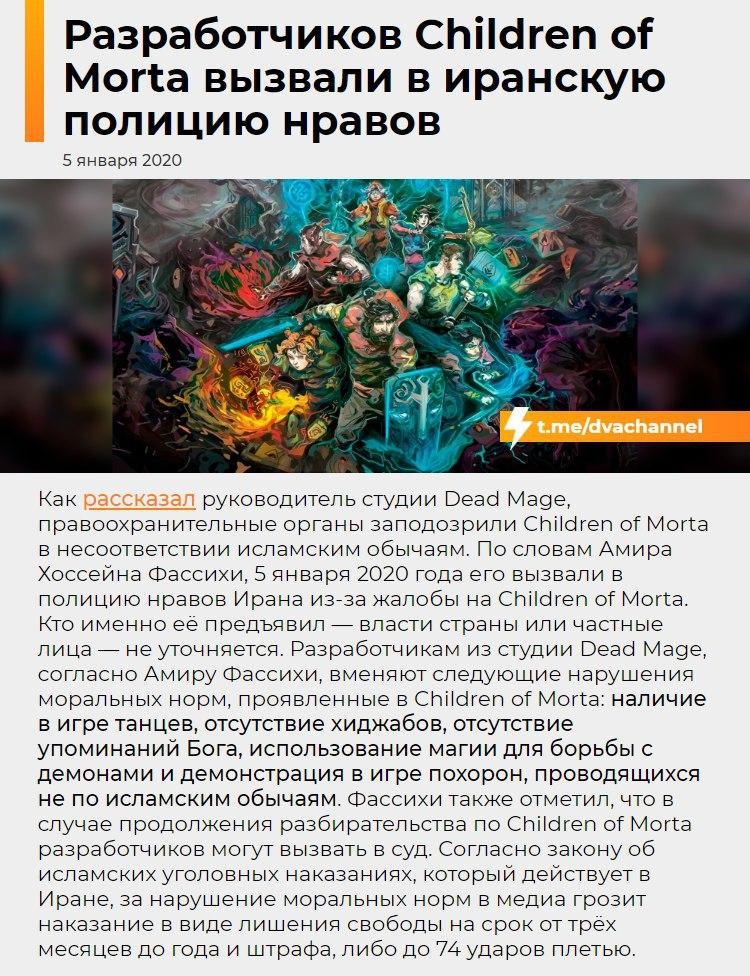 Разработчиков Children of
Morta вызвали в иранскую
полицию нравов
5 января 2020
t.me/dvachannel
Как рассказал руководитель студии Dead Mage,
правоохранительные органы заподозрили Children of Morta
в несоответствии исламским обычаям. По словам Амира
Хоссейна Фассихи, 5 января 2020 года его вызвали в
полицию нравов Ирана из-за жалобы на Children of Morta.
Кто именно её предъявил — власти страны или частные
лица — не уточняется. Разработчикам из студии Dead Mage,
согласно Амиру Фассихи, вменяют следующие нарушения
моральных норм, проявленные в Children of Morta: наличие
в игре танцев, отсутствие хиджабов, отсутствие
упоминаний Бога, использование магии для борьбы с
демонами и демонстрация в игре похорон, проводящихся
не по исламским обычаям. Фассихи также отметил, что в
случае продолжения разбирательства по Children of Morta
разработчиков могут вызвать в суд. Согласно закону об
исламских уголовных наказаниях, который действует в
Иране, за нарушение моральных норм в медиа грозит
наказание в виде лишения свободы на срок от трёх
месяцев до года и штрафа, либо до 74 ударов плетью.